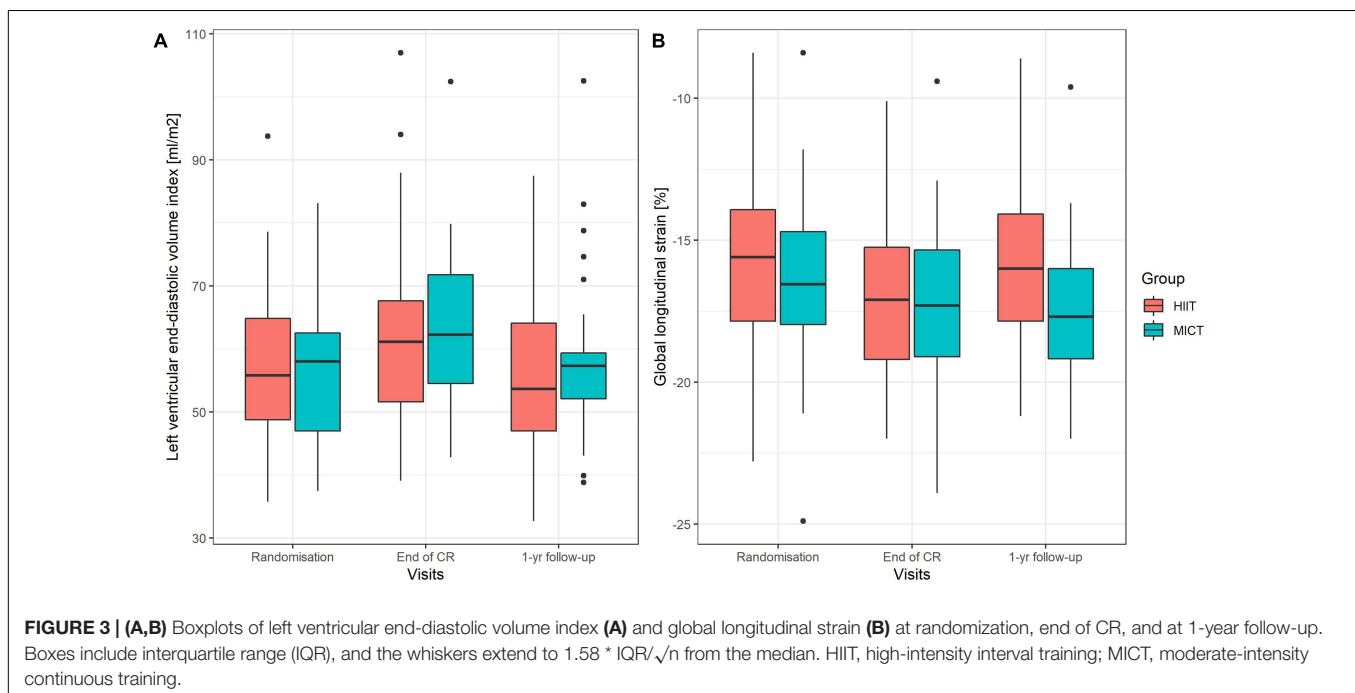 A
B
Left ventricular end-diastolic volume index [ml/m2]
110
90
70
50
30
Randomisation
End of CR
1-yr follow-up
Visits
Global longitudinal strain [%]
-10
-15
-20
-25
Randomisation
End of CR
1-yr follow-up
Visits
Group
HIIT
MICT
FIGURE 3 | (A,B) Boxplots of left ventricular end-diastolic volume index (A) and global longitudinal strain (B) at randomization, end of CR, and at 1-year follow-up.
Boxes include interquartile range (IQR), and the whiskers extend to 1.58 * IQR/√n from the median. HIIT, high-intensity interval training; MICT, moderate-intensity
continuous training.